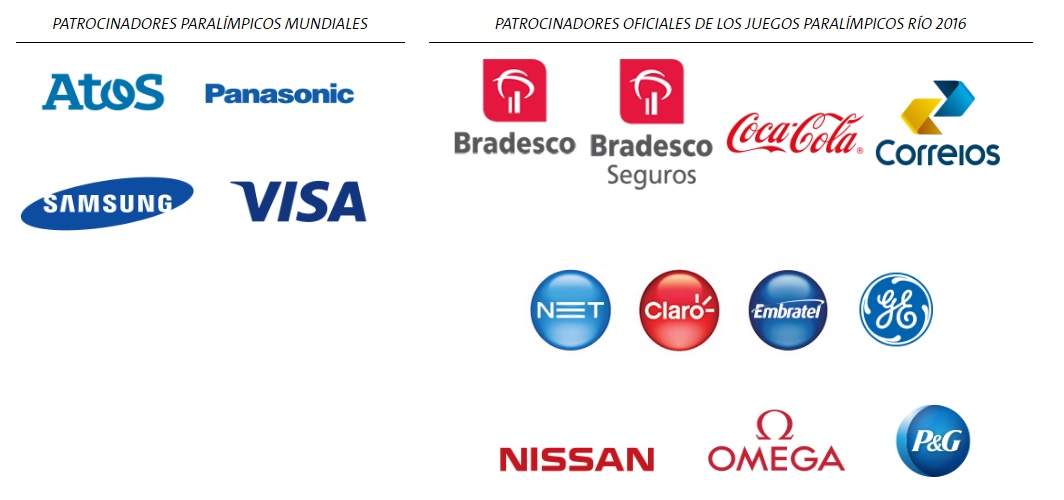 PATROCINADORES PARALÍMPICOS MUNDIALES
PATROCINADORES OFICIALES DE LOS JUEGOS PARALÍMPICOS RÍO 2016
Atos
Panasonic
SAMSUNG
VISA
Bradesco
Bradesco
Seguros
Coca-Cola
Correios
NET
Claro
Embratel
GE
NISSAN
OMEGA
P&G